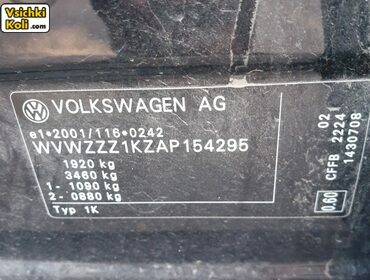 Vsichki
Koli.com
VOLKSWAGEN AG
e1*2001/116*0242
WVWZZZ1KZAP154295
1920 kg
3460 kg
1- 1090 kg
2- 0880 kg
Typ 1K
02
CFFB 2224
1430708
0.60